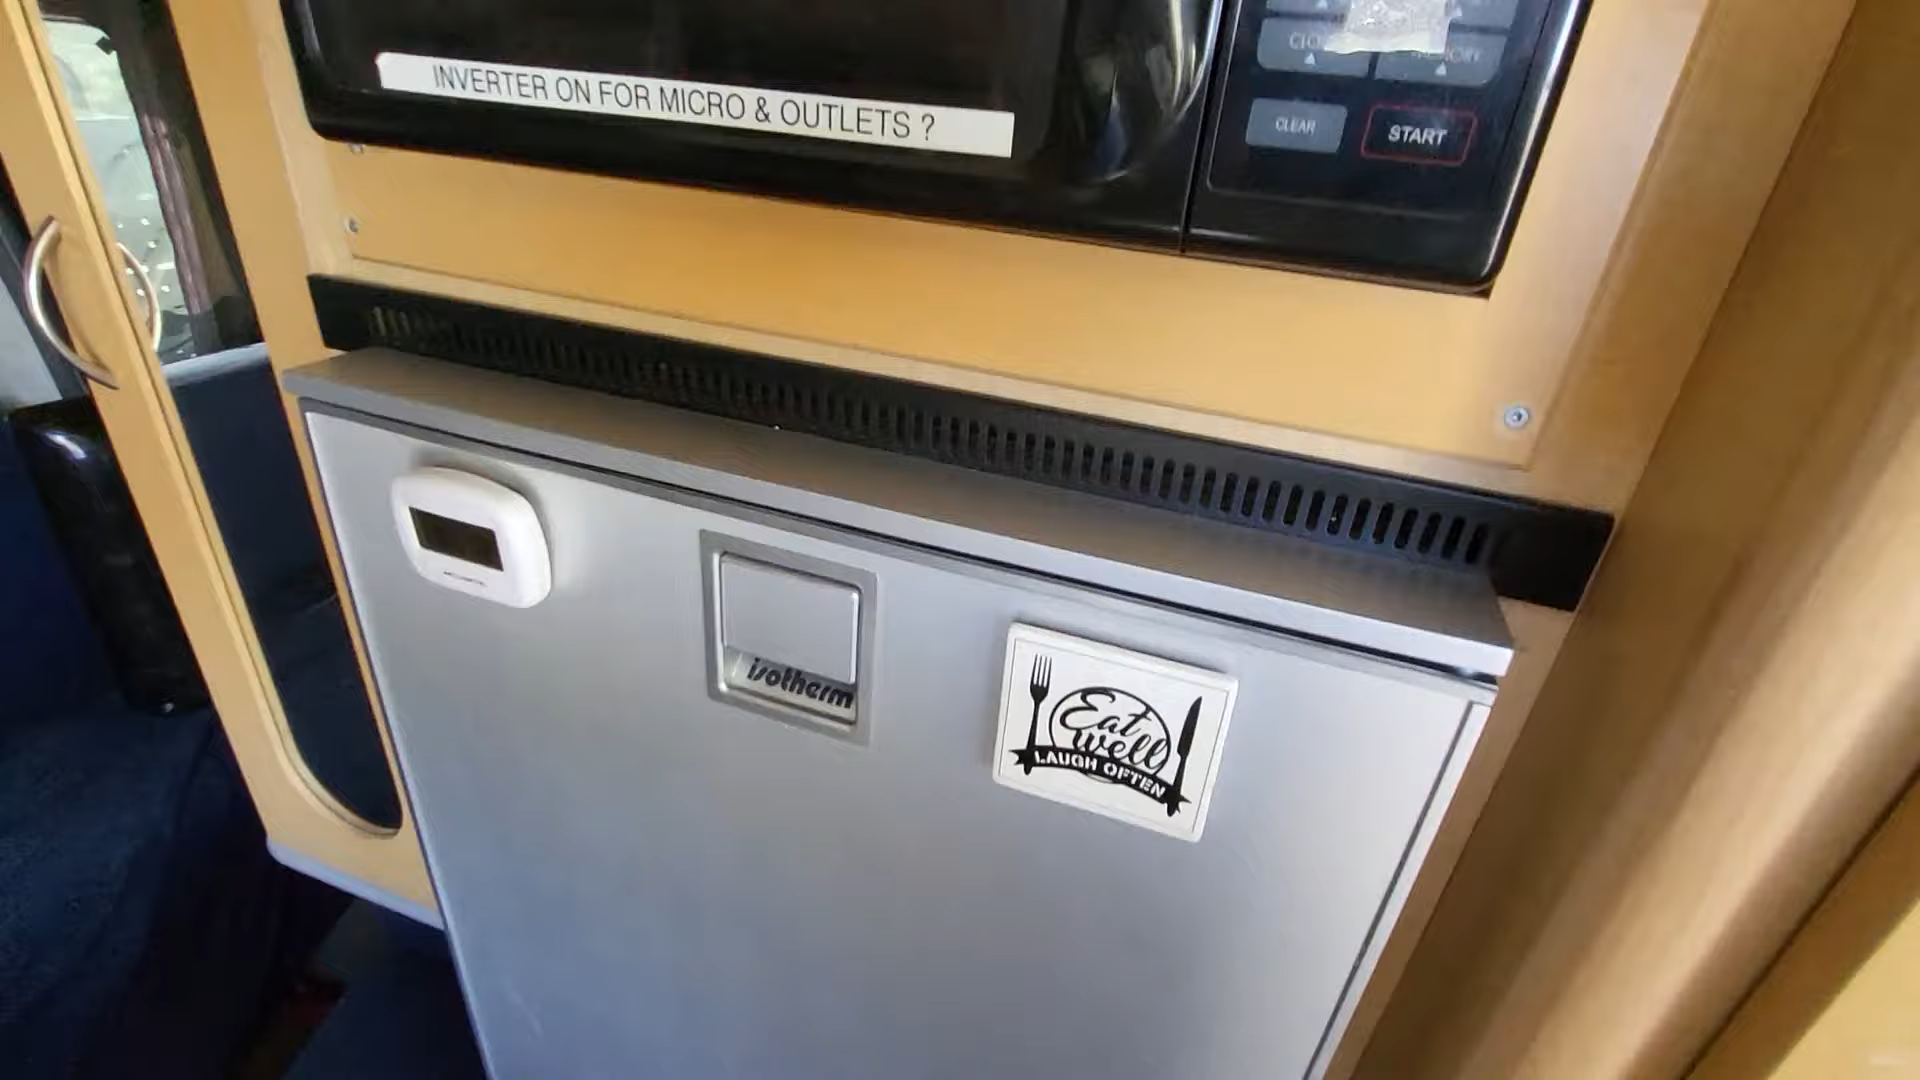 INVERTER ON FOR MICRO & OUTLETS ?
CLEAR
START
isotherm
Eat
well
LAUGH OFTEN